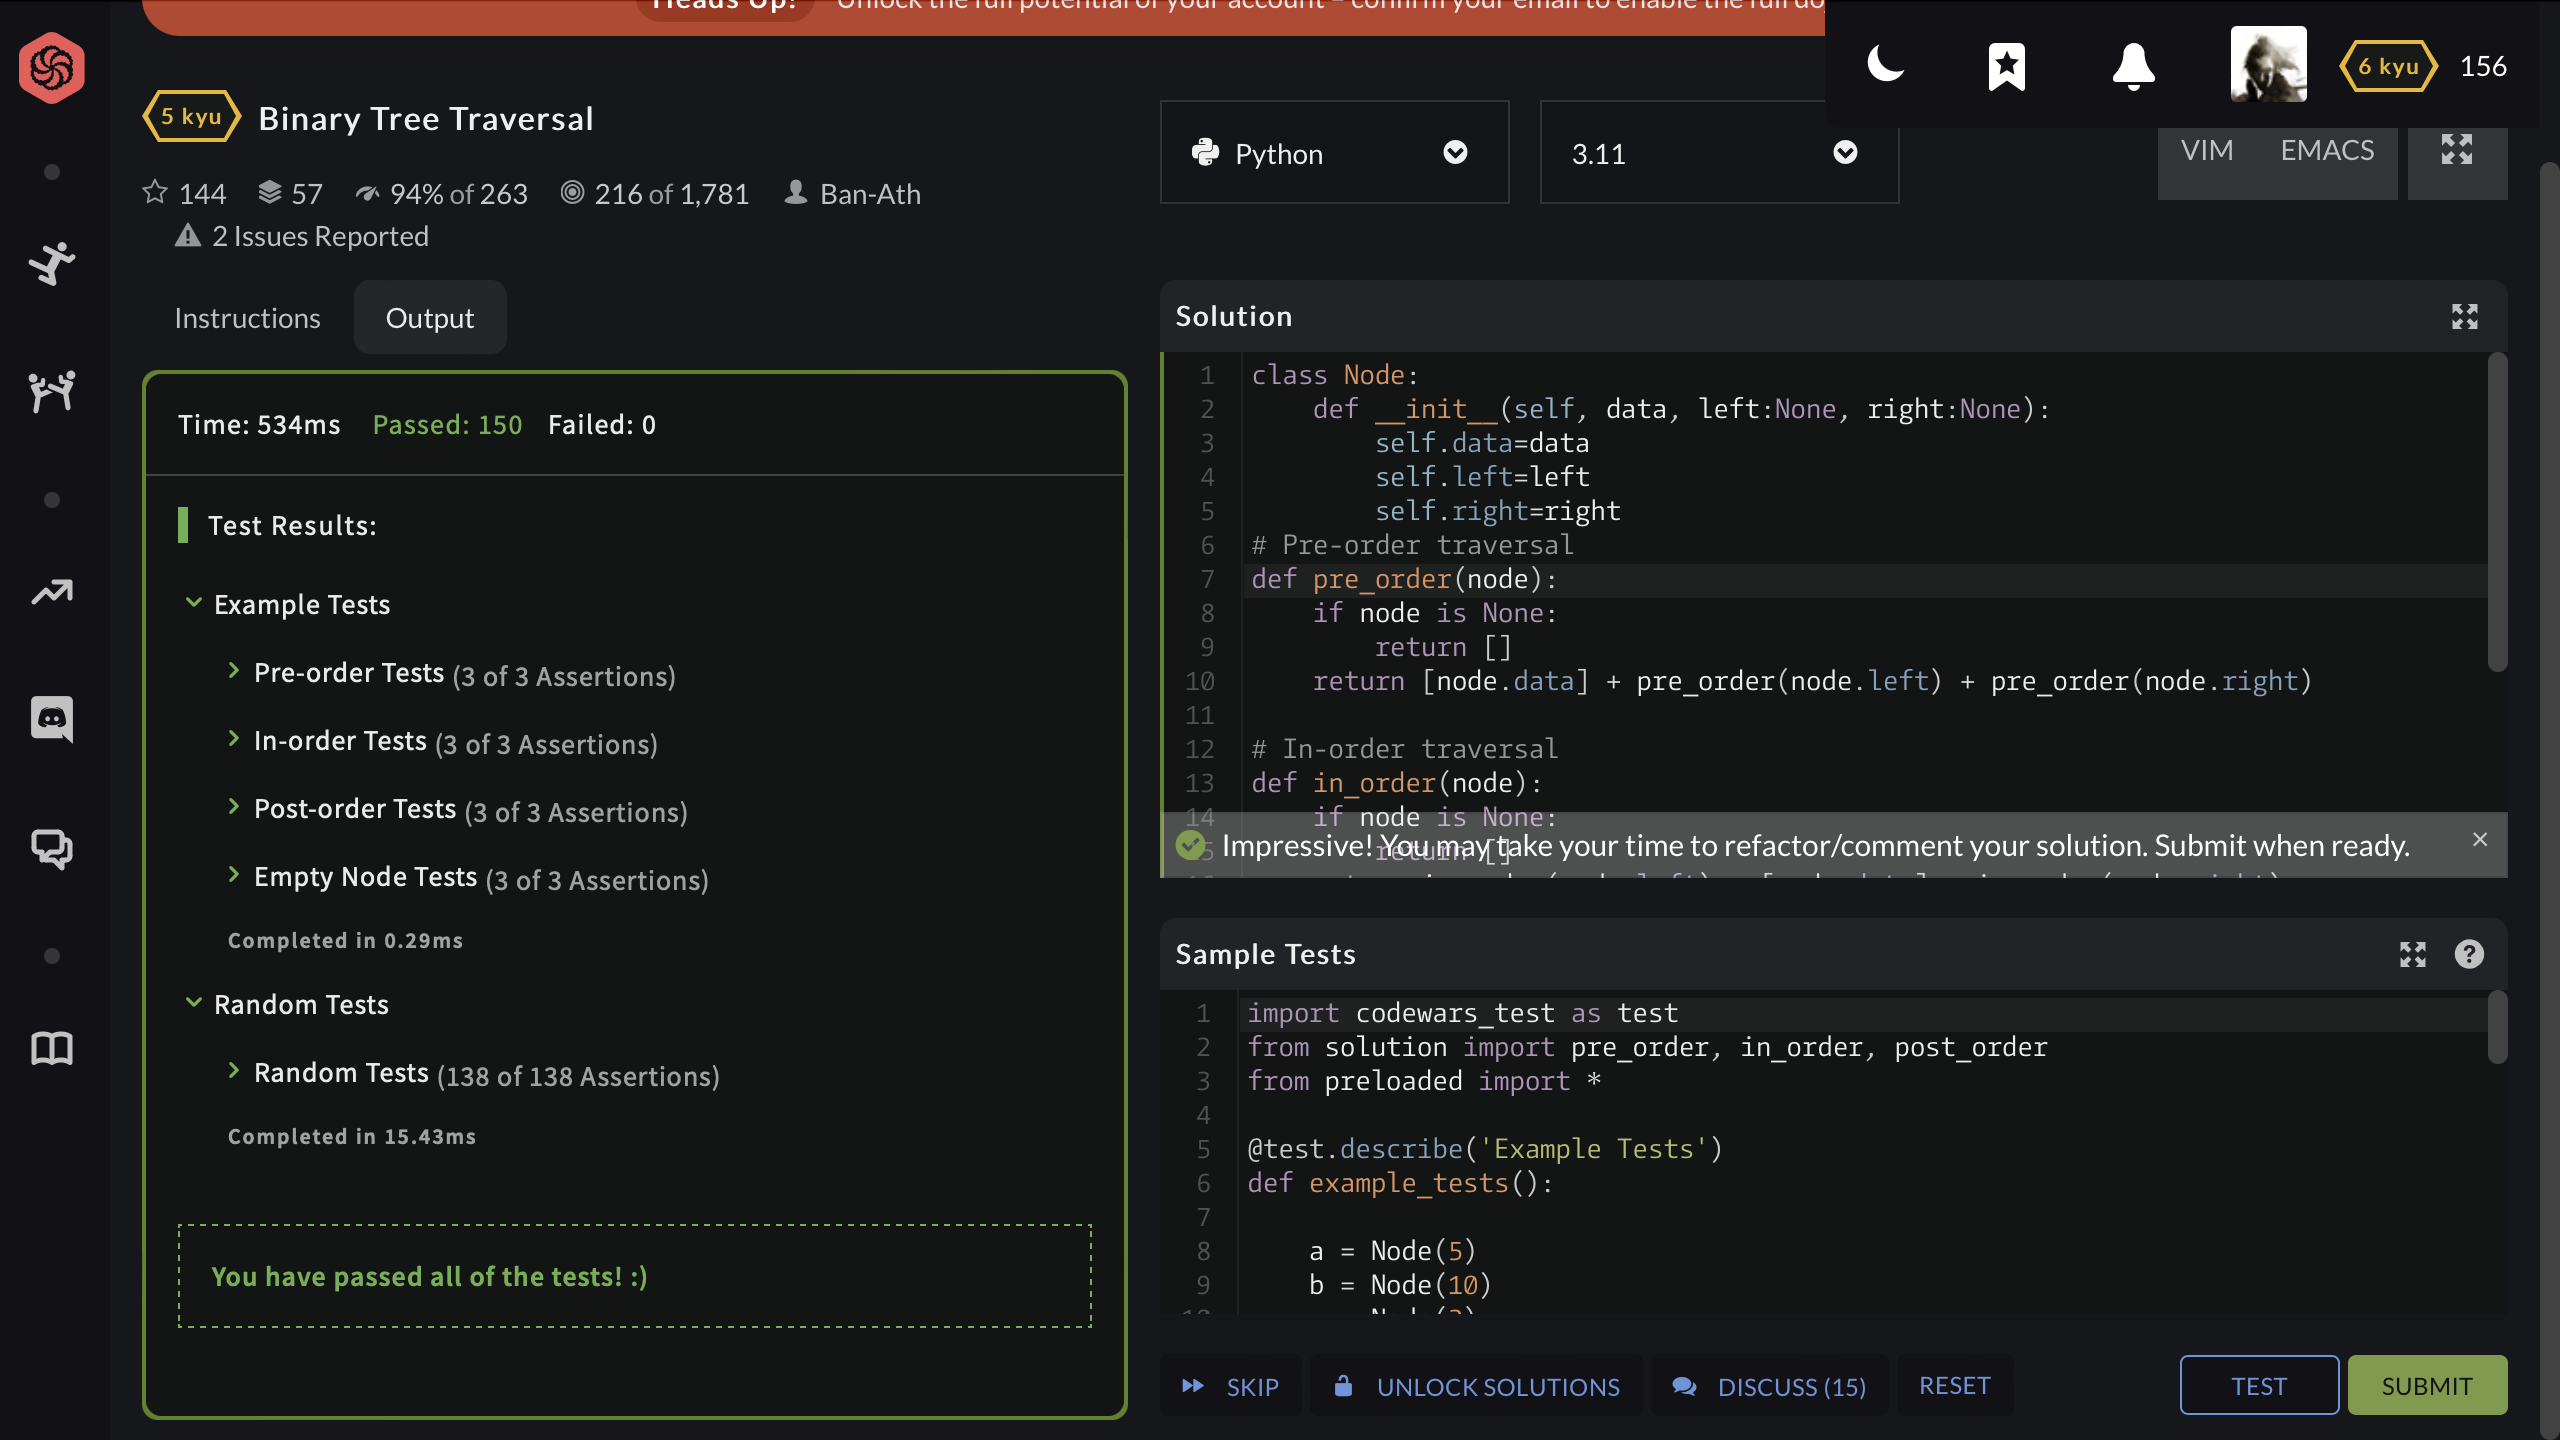 Heads Up! Unlock the full potential of your account – confirm your email to enable the full do
6 kyu 156
5 kyu Binary Tree Traversal
144 57 94% of 263 216 of 1,781 Ban-Ath
2 Issues Reported
Python
3.11
VIM EMACS
Instructions Output
Time: 534ms Passed: 150 Failed: 0
Test Results:
Example Tests
Pre-order Tests (3 of 3 Assertions)
In-order Tests (3 of 3 Assertions)
Post-order Tests (3 of 3 Assertions)
Empty Node Tests (3 of 3 Assertions)
Completed in 0.29ms
Random Tests
Random Tests (138 of 138 Assertions)
Completed in 15.43ms
You have passed all of the tests! :)
Solution
1 class Node:
2     def __init__(self, data, left:None, right:None):
3         self.data=data
4         self.left=left
5         self.right=right
6 # Pre-order traversal
7 def pre_order(node):
8     if node is None:
9         return []
10     return [node.data] + pre_order(node.left) + pre_order(node.right)
11
12 # In-order traversal
13 def in_order(node):
14     if node is None:
15         return []
Impressive! You may take your time to refactor/comment your solution. Submit when ready.
Sample Tests
1 import codewars_test as test
2 from solution import pre_order, in_order, post_order
3 from preloaded import *
4
5 @test.describe('Example Tests')
6 def example_tests():
7
8     a = Node(5)
9     b = Node(10)
SKIP UNLOCK SOLUTIONS DISCUSS (15) RESET TEST SUBMIT